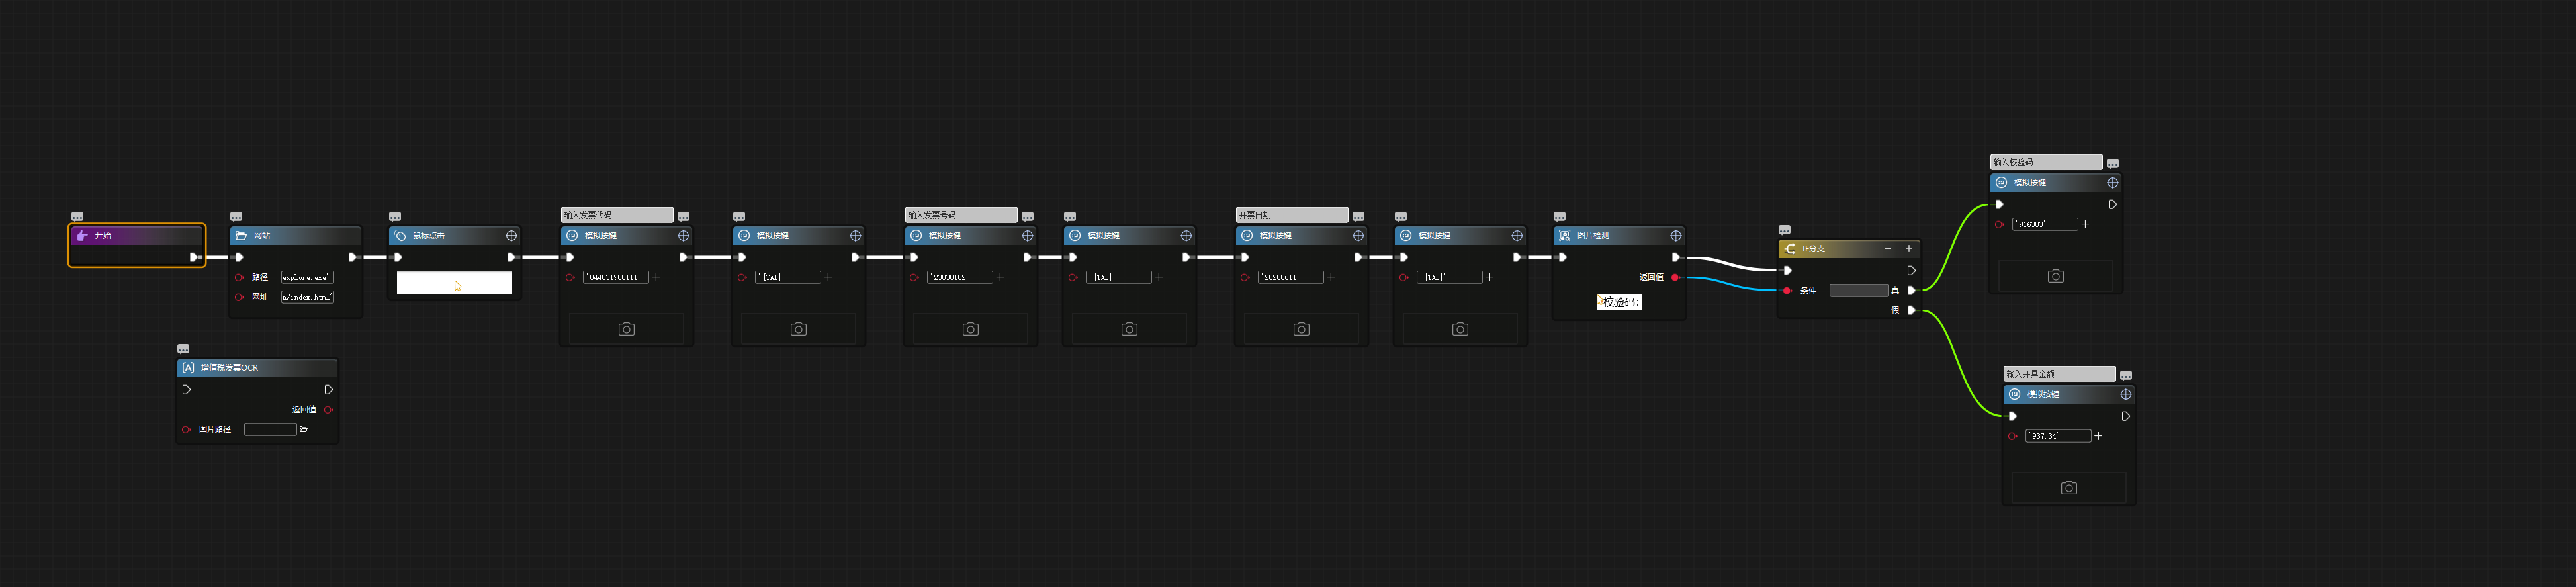 开始
网站
路径 explore.exe'
网址 n/index.html'
鼠标点击
输入发票代码
模拟按键
'044031900111
模拟按键
'{TAB}'
输入发票号码
模拟按键
'23838102'
模拟按键
'{TAB}'
开票日期
模拟按键
'20200611'
模拟按键
'{TAB}'
图片检测
返回值
校验码:
IF分支
条件
真
假
输入校验码
模拟按键
'916383'
输入开具金额
模拟按键
'937.34'
增值税发票OCR
返回值
图片路径